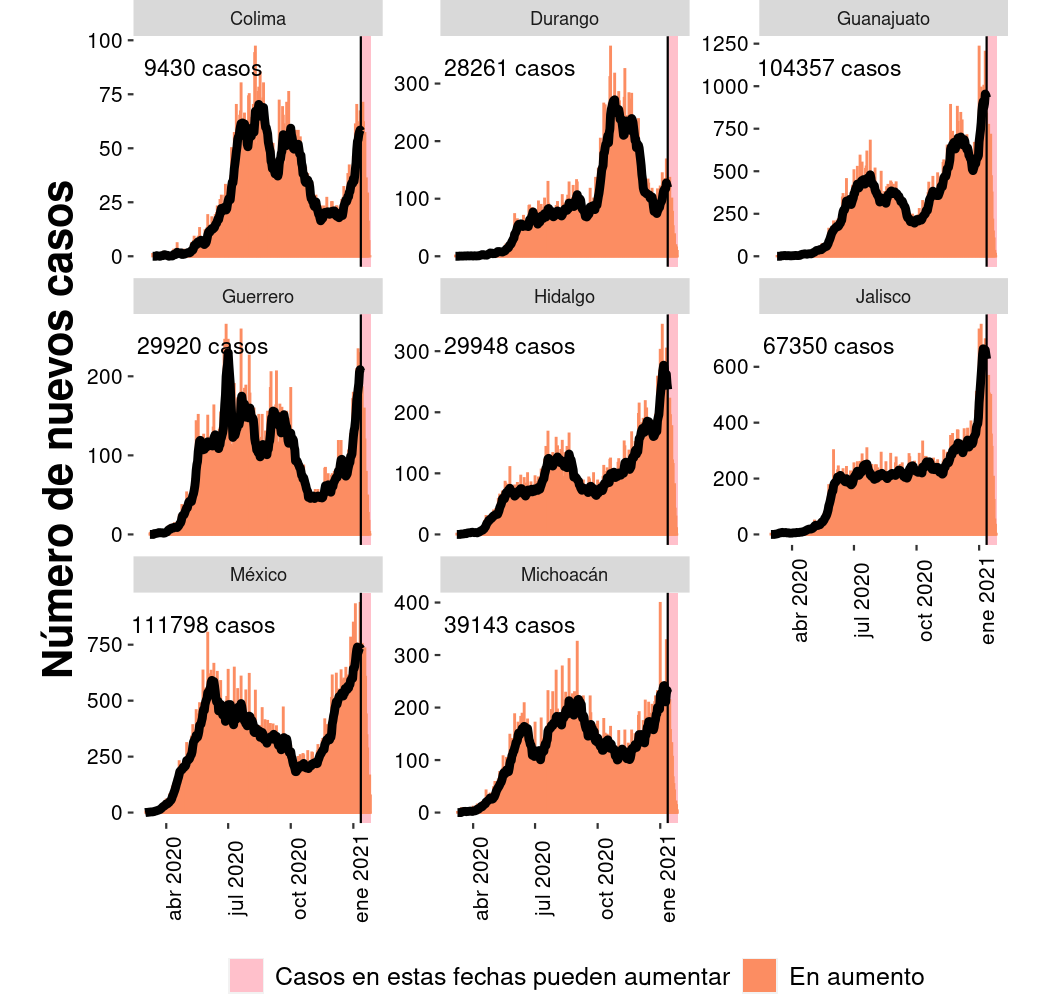 Número de nuevos casos
Colima
9430 casos
100
75
50
25
0
Durango
28261 casos
300
200
100
0
Guanajuato
104357 casos
1250
1000
750
500
250
0
Guerrero
29920 casos
200
100
0
Hidalgo
29948 casos
300
200
100
0
Jalisco
67350 casos
600
400
200
0
abr 2020
jul 2020
oct 2020
ene 2021
México
111798 casos
750
500
250
0
abr 2020
jul 2020
oct 2020
ene 2021
Michoacán
39143 casos
400
300
200
100
0
abr 2020
jul 2020
oct 2020
ene 2021
Casos en estas fechas pueden aumentar
En aumento